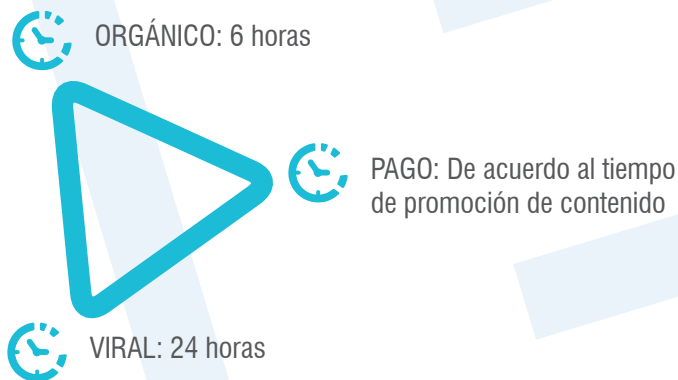 ORGÁNICO: 6 horas
PAGO: De acuerdo al tiempo
de promoción de contenido
VIRAL: 24 horas